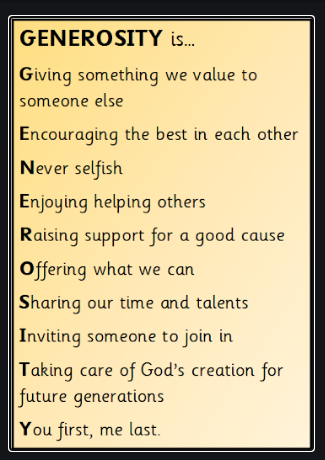 GENEROSITY is...
Giving something we value to
someone else
Encouraging the best in each other
Never selfish
Enjoying helping others
Raising support for a good cause
Offering what we can
Sharing our time and talents
Inviting someone to join in
Taking care of God's creation for
future generations
You first, me last.